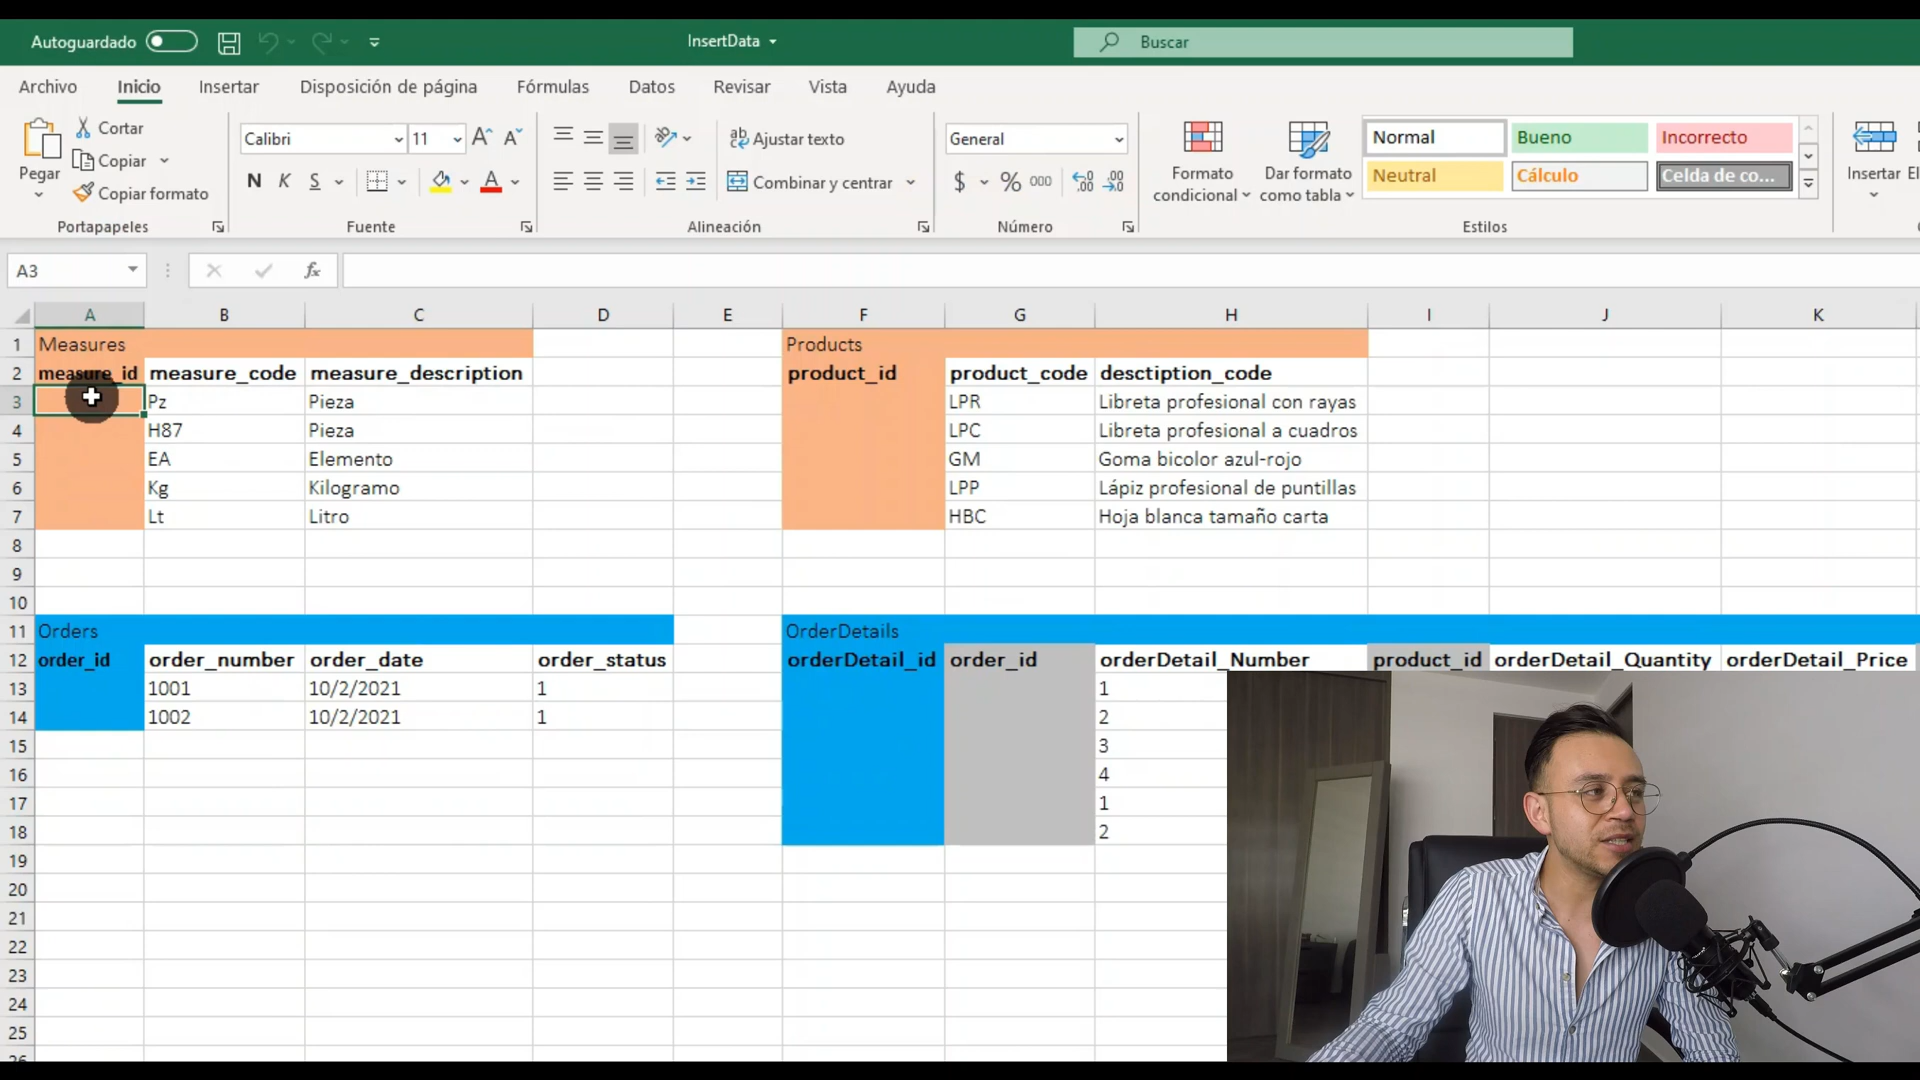 Autoguardado
InsertData
Buscar
Archivo Inicio Insertar Disposición de página Fórmulas Datos Revisar Vista Ayuda
Pegar
Cortar
Copiar
Copiar formato
Portapapeles
Calibri 11
N K S
Fuente
Ajustar texto
Combinar y centrar
Alineación
General
$ % 000
Número
Formato condicional
Dar formato como tabla
Normal Bueno Incorrecto
Neutral Cálculo Celda de co...
Estilos
Insertar
A3
fx
A B C D E F G H I J K
1 Measures Products
2 measure_id measure_code measure_description product_id product_code desctiption_code
3 Pz Pieza LPR Libreta profesional con rayas
4 H87 Pieza LPC Libreta profesional a cuadros
5 EA Elemento GM Goma bicolor azul-rojo
6 Kg Kilogramo LPP Lápiz profesional de puntillas
7 Lt Litro HBC Hoja blanca tamaño carta
8
9
10
11 Orders OrderDetails
12 order_id order_number order_date order_status orderDetail_id order_id orderDetail_Number product_id orderDetail_Quantity orderDetail_Price
13 1001 10/2/2021 1 1
14 1002 10/2/2021 1 2
15 3
16 4
17 1
18 2
19
20
21
22
23
24
25